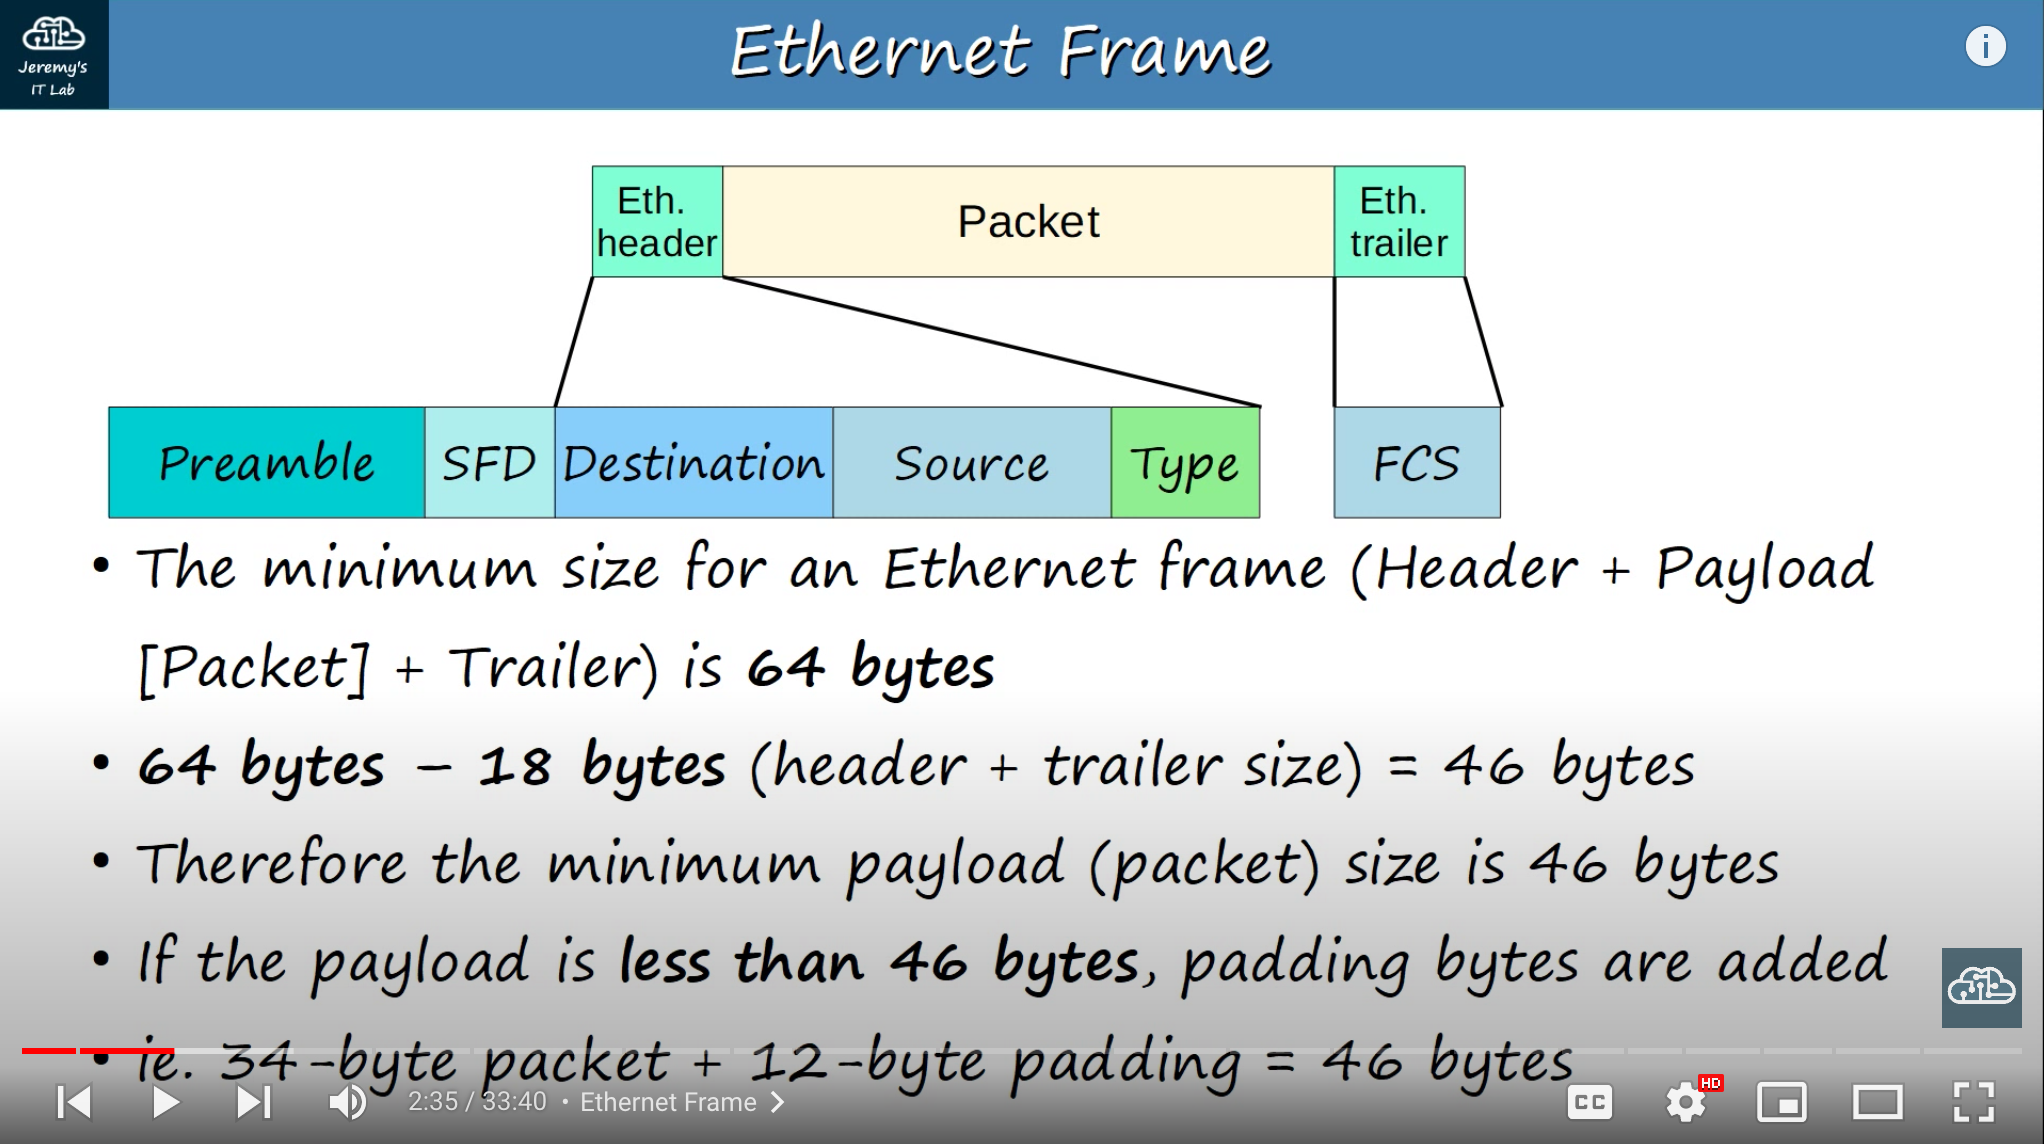 Jeremy's
IT Lab
Ethernet Frame
i
Eth.
header
Packet
Eth.
trailer
Preamble
SFD
Destination
Source
Type
FCS
• The minimum size for an Ethernet frame (Header + Payload
[Packet] + Trailer) is 64 bytes
• 64 bytes – 18 bytes (header + trailer size) = 46 bytes
• Therefore the minimum payload (packet) size is 46 bytes
• If the payload is less than 46 bytes, padding bytes are added
• ie. 34-byte packet + 12-byte padding = 46 bytes
2:35 / 33:40 • Ethernet Frame
CC
HD